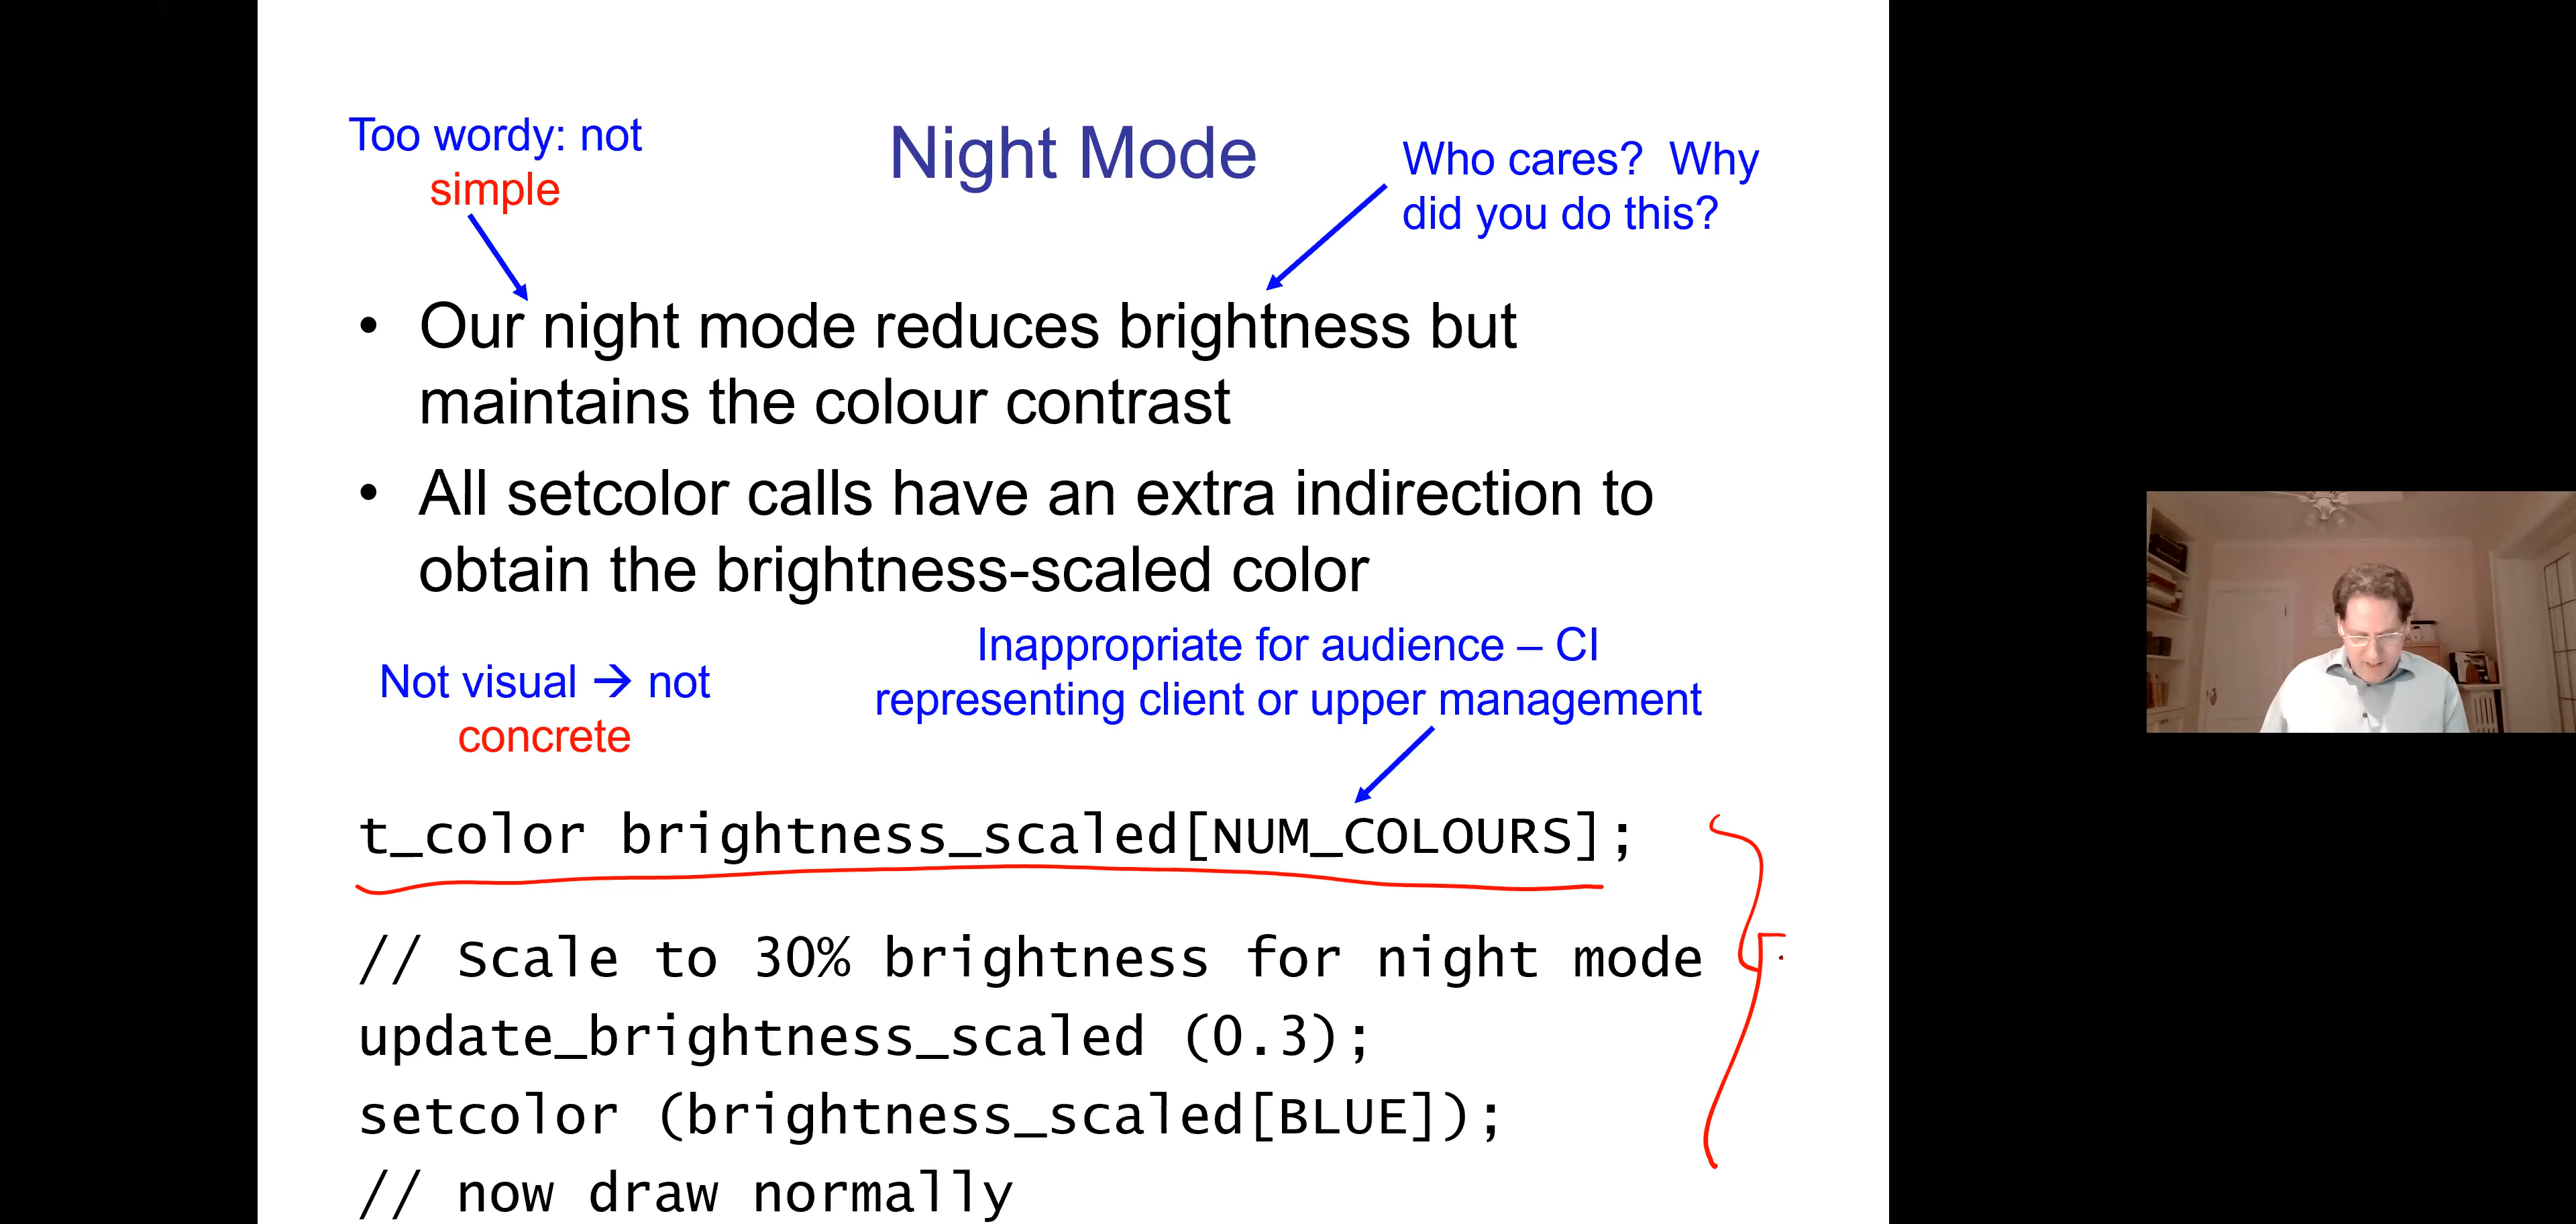 Too wordy: not
simple
Night Mode
Who cares?  Why
did you do this?
• Our night mode reduces brightness but
maintains the colour contrast
• All setcolor calls have an extra indirection to
obtain the brightness-scaled color
Not visual → not
concrete
Inappropriate for audience – CI
representing client or upper management
t_color brightness_scaled[NUM_COLOURS];
// Scale to 30% brightness for night mode
update_brightness_scaled (0.3);
setcolor (brightness_scaled[BLUE]);
// now draw normally